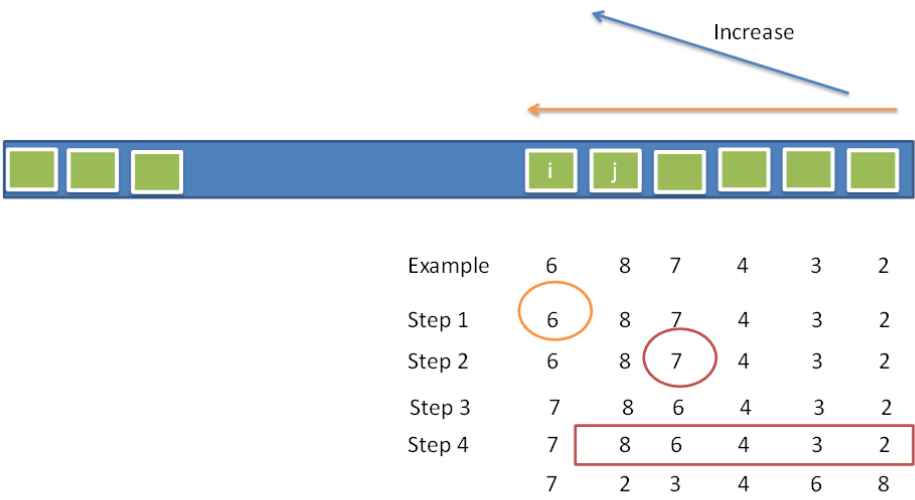 Increase
i j
Example 6 8 7 4 3 2
Step 1 6 8 7 4 3 2
Step 2 6 8 7 4 3 2
Step 3 7 8 6 4 3 2
Step 4 7 8 6 4 3 2
7 2 3 4 6 8